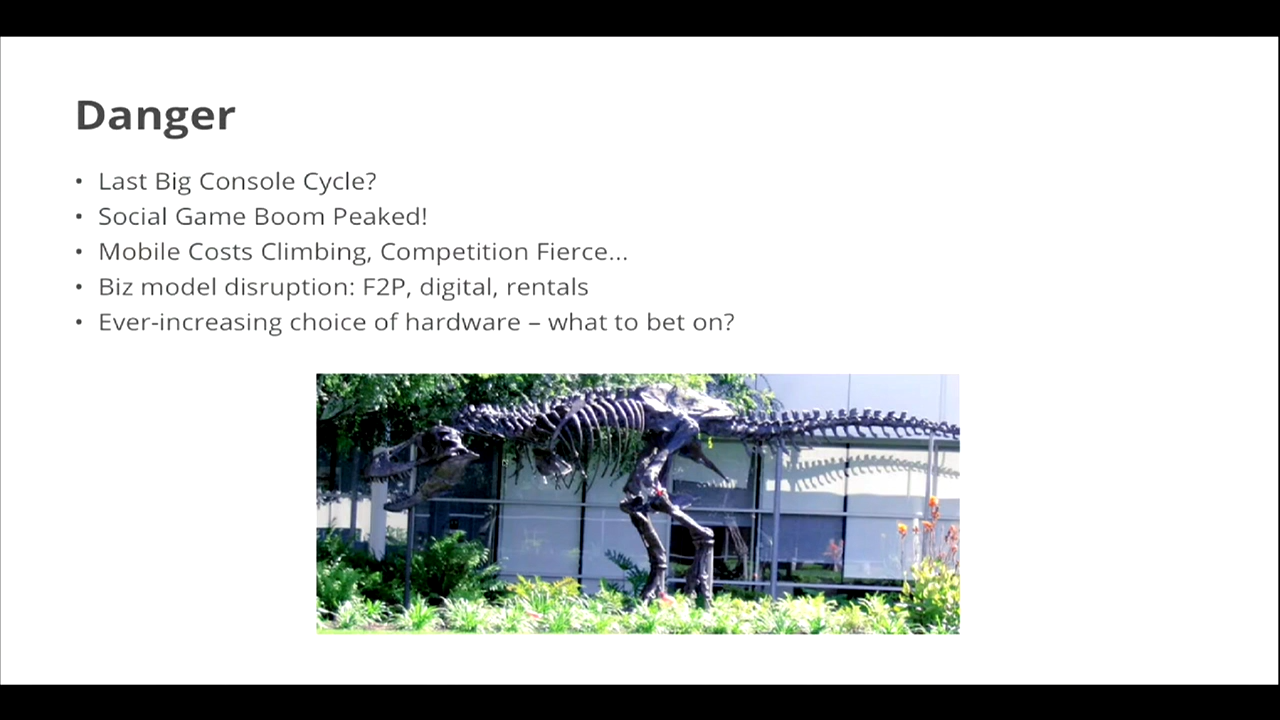 Danger
• Last Big Console Cycle?
• Social Game Boom Peaked!
• Mobile Costs Climbing, Competition Fierce...
• Biz model disruption: F2P, digital, rentals
• Ever-increasing choice of hardware – what to bet on?